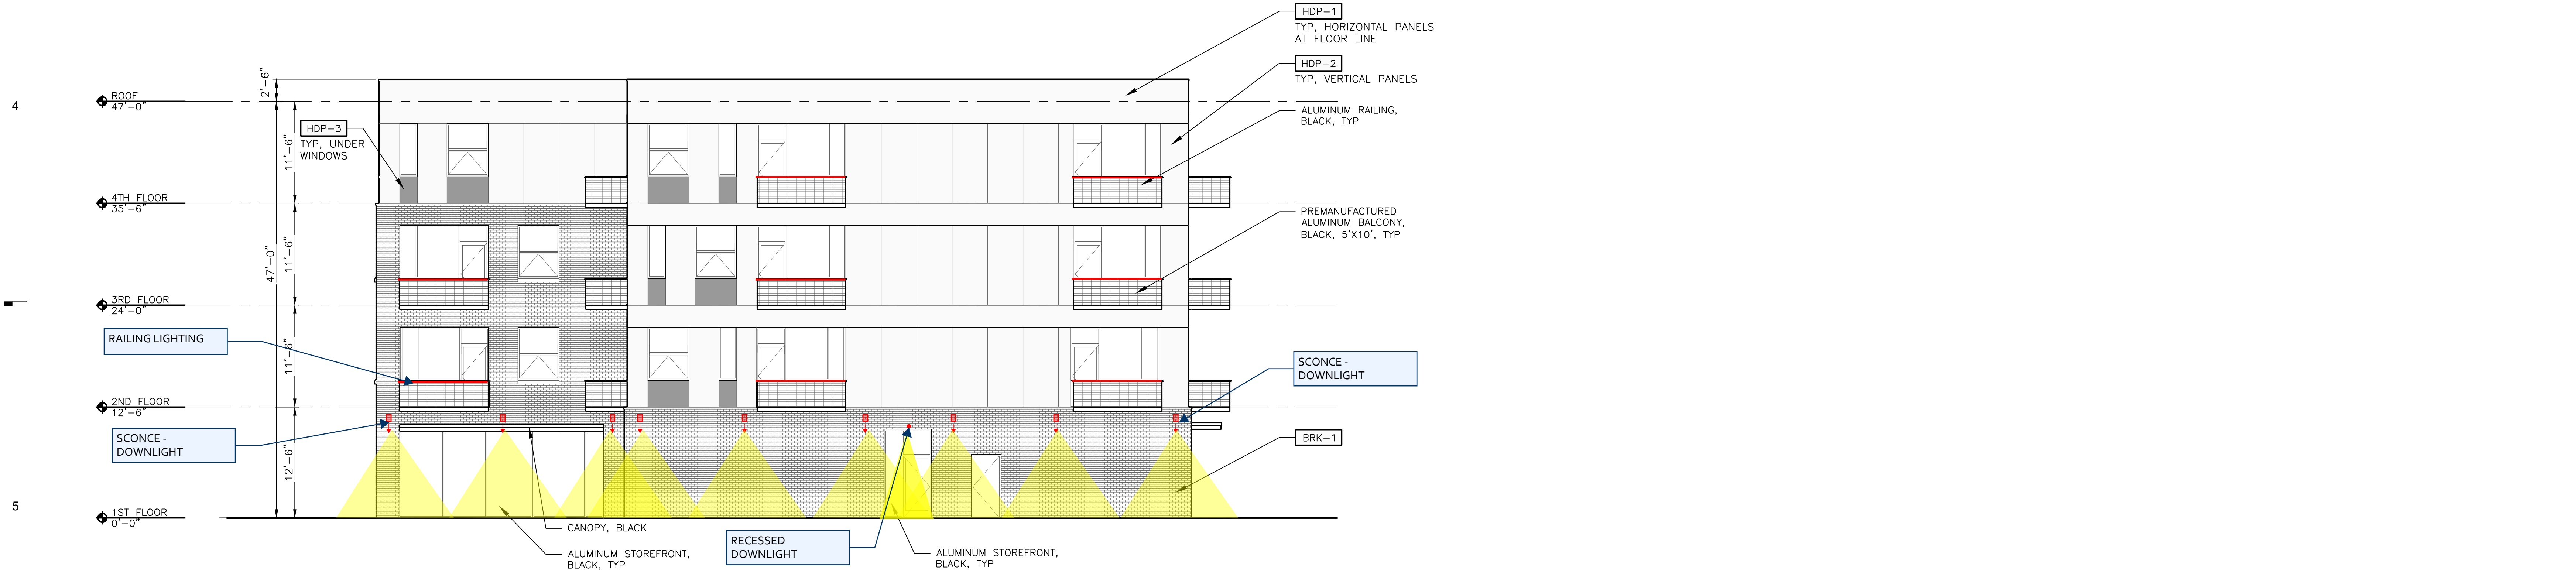 HDP-1
TYP, HORIZONTAL PANELS
AT FLOOR LINE
HDP-2
TYP, VERTICAL PANELS
4
ROOF
47'-0"
2'-6"
ALUMINUM RAILING,
BLACK, TYP
HDP-3
TYP, UNDER
WINDOWS
11'-6"
4TH FLOOR
35'-6"
PREMANUFACTURED
ALUMINUM BALCONY,
BLACK, 5'X10', TYP
47'-0"
11'-6"
3RD FLOOR
24'-0"
RAILING LIGHTING
11'-6"
SCONCE -
DOWNLIGHT
2ND FLOOR
12'-6"
SCONCE -
DOWNLIGHT
12'-6"
BRK-1
5
1ST FLOOR
0'-0"
CANOPY, BLACK
RECESSED
DOWNLIGHT
ALUMINUM STOREFRONT,
BLACK, TYP
ALUMINUM STOREFRONT,
BLACK, TYP